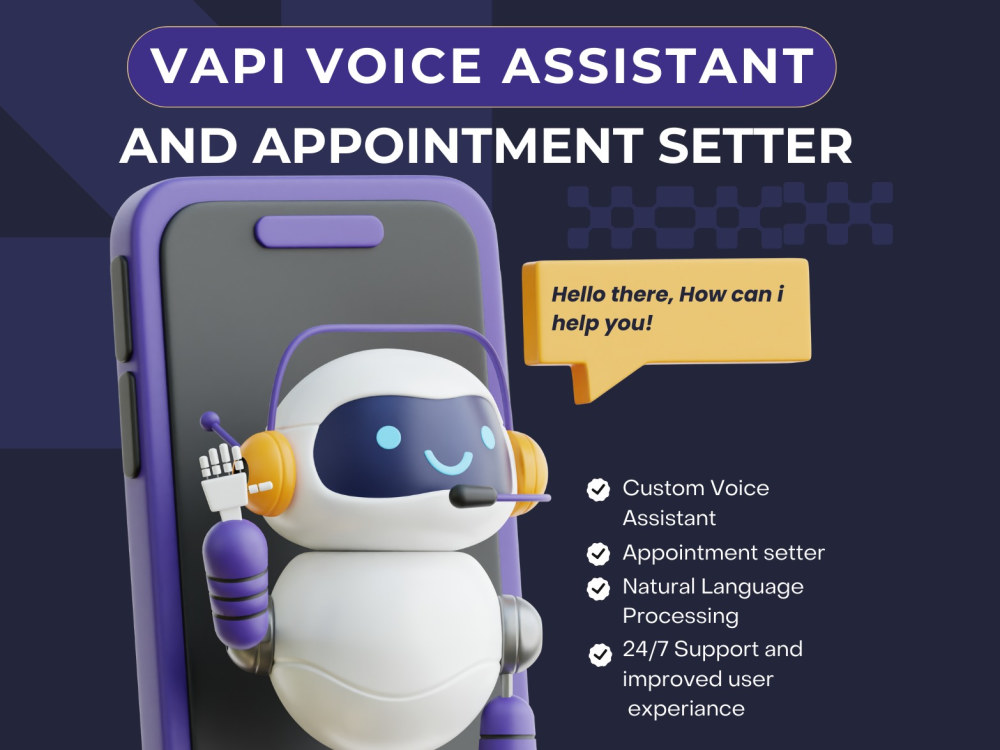 VAPI VOICE ASSISTANT
AND APPOINTMENT SETTER
Hello there, How can i
help you!
Custom Voice
Assistant
Appointment setter
Natural Language
Processing
24/7 Support and
improved user
experiance